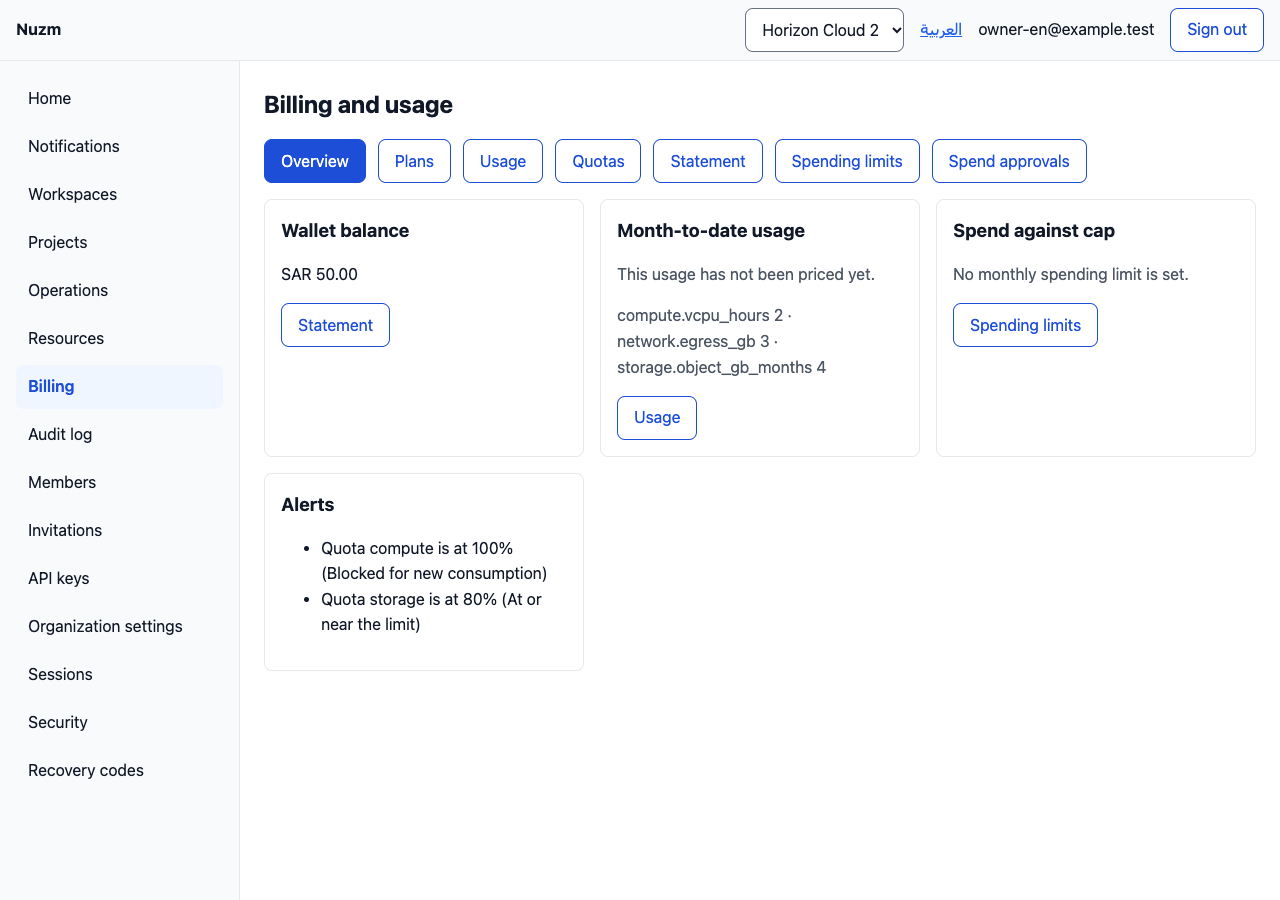 Nuzm
Horizon Cloud 2
العربية
owner-en@example.test
Sign out
Home
Notifications
Workspaces
Projects
Operations
Resources
Billing
Audit log
Members
Invitations
API keys
Organization settings
Sessions
Security
Recovery codes
Billing and usage
Overview
Plans
Usage
Quotas
Statement
Spending limits
Spend approvals
Wallet balance
SAR 50.00
Statement
Month-to-date usage
This usage has not been priced yet.
compute.vcpu_hours 2 ·
network.egress_gb 3 ·
storage.object_gb_months 4
Usage
Spend against cap
No monthly spending limit is set.
Spending limits
Alerts
• Quota compute is at 100%
(Blocked for new consumption)
• Quota storage is at 80% (At or
near the limit)